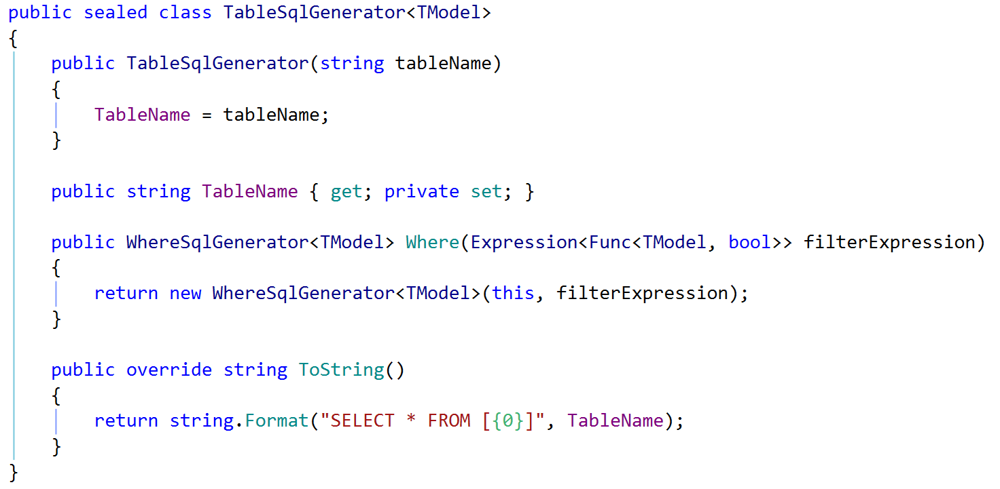 public sealed class TableSqlGenerator<TModel>
{
    public TableSqlGenerator(string tableName)
    {
        TableName = tableName;
    }

    public string TableName { get; private set; }

    public WhereSqlGenerator<TModel> Where(Expression<Func<TModel, bool>> filterExpression)
    {
        return new WhereSqlGenerator<TModel>(this, filterExpression);
    }

    public override string ToString()
    {
        return string.Format("SELECT * FROM [{0}]", TableName);
    }
}